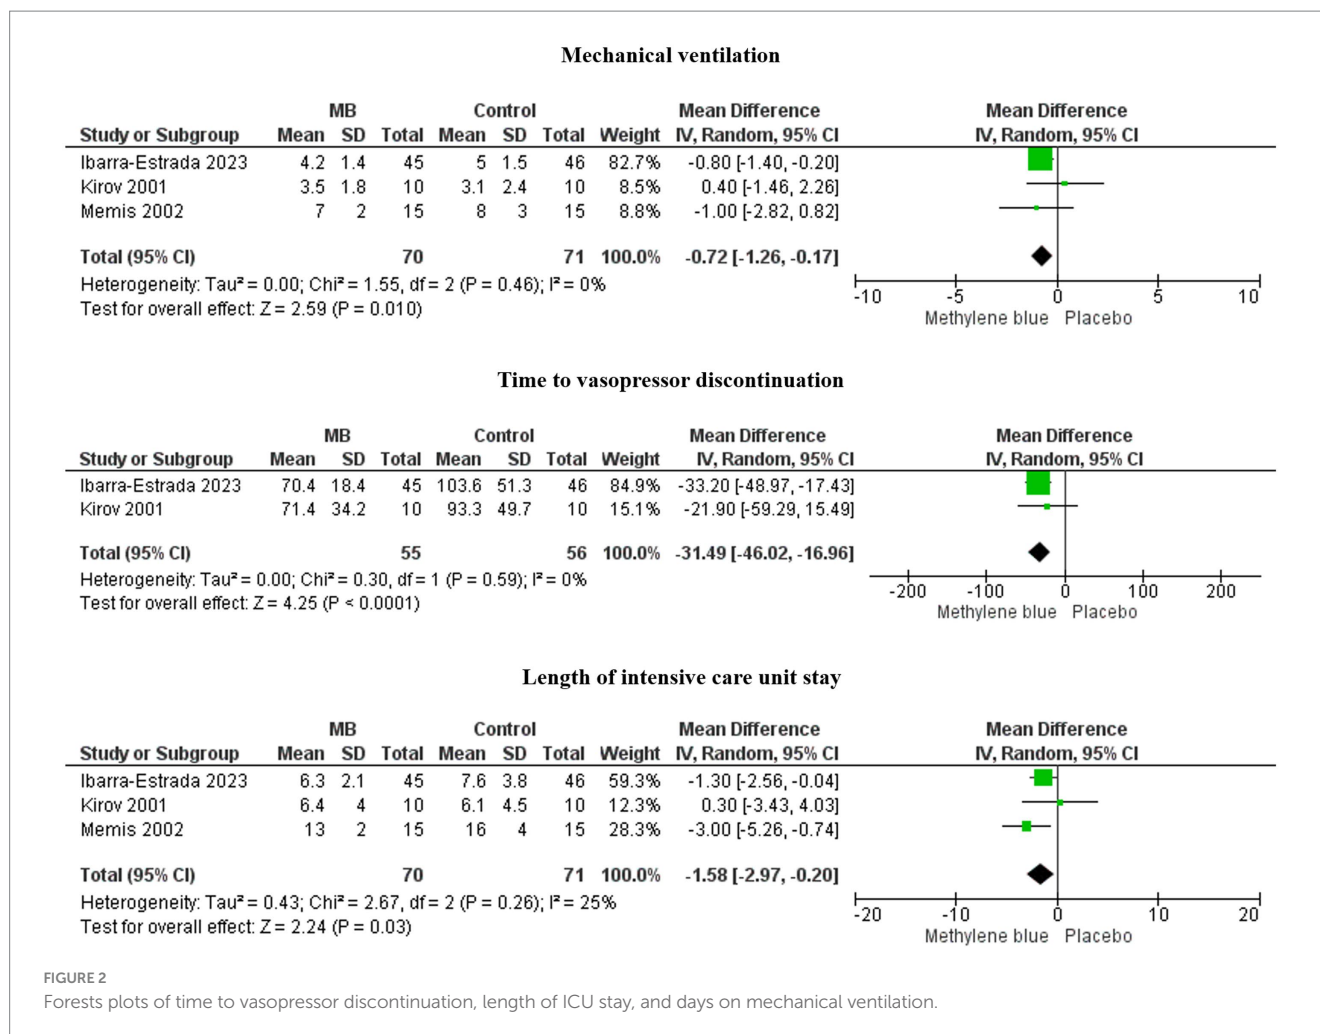 Mechanical ventilation
MB Control Mean Difference Mean Difference
Study or Subgroup Mean SD Total Mean SD Total Weight IV, Random, 95% CI IV, Random, 95% CI
Ibarra-Estrada 2023 4.2 1.4 45 5 1.5 46 82.7% -0.80 [-1.40, -0.20]
Kirov 2001 3.5 1.8 10 3.1 2.4 10 8.5% 0.40 [-1.46, 2.26]
Memis 2002 7 2 15 8 3 15 8.8% -1.00 [-2.82, 0.82]
Total (95% CI) 70 71 100.0% -0.72 [-1.26, -0.17]
Heterogeneity: Tau² = 0.00; Chi² = 1.55, df = 2 (P = 0.46); I² = 0%
Test for overall effect: Z = 2.59 (P = 0.010)
-10 -5 0 5 10
Methylene blue Placebo
Time to vasopressor discontinuation
MB Control Mean Difference Mean Difference
Study or Subgroup Mean SD Total Mean SD Total Weight IV, Random, 95% CI IV, Random, 95% CI
Ibarra-Estrada 2023 70.4 18.4 45 103.6 51.3 46 84.9% -33.20 [-48.97, -17.43]
Kirov 2001 71.4 34.2 10 93.3 49.7 10 15.1% -21.90 [-59.29, 15.49]
Total (95% CI) 55 56 100.0% -31.49 [-46.02, -16.96]
Heterogeneity: Tau² = 0.00; Chi² = 0.30, df = 1 (P = 0.59); I² = 0%
Test for overall effect: Z = 4.25 (P < 0.0001)
-200 -100 0 100 200
Methylene blue Placebo
Length of intensive care unit stay
MB Control Mean Difference Mean Difference
Study or Subgroup Mean SD Total Mean SD Total Weight IV, Random, 95% CI IV, Random, 95% CI
Ibarra-Estrada 2023 6.3 2.1 45 7.6 3.8 46 59.3% -1.30 [-2.56, -0.04]
Kirov 2001 6.4 4 10 6.1 4.5 10 12.3% 0.30 [-3.43, 4.03]
Memis 2002 13 2 15 16 4 15 28.3% -3.00 [-5.26, -0.74]
Total (95% CI) 70 71 100.0% -1.58 [-2.97, -0.20]
Heterogeneity: Tau² = 0.43; Chi² = 2.67, df = 2 (P = 0.26); I² = 25%
Test for overall effect: Z = 2.24 (P = 0.03)
-20 -10 0 10 20
Methylene blue Placebo
FIGURE 2
Forests plots of time to vasopressor discontinuation, length of ICU stay, and days on mechanical ventilation.